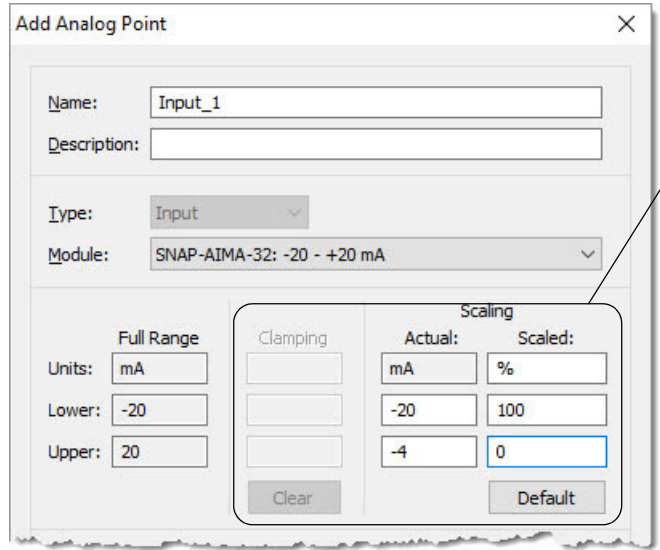 Add Analog Point
Name: Input_1
Description:
Type: Input
Module: SNAP-AIMA-32: -20 - +20 mA
Scaling
Full Range Clamping Actual: Scaled:
Units: mA mA %
Lower: -20 -20 100
Upper: 20 -4 0
Clear Default